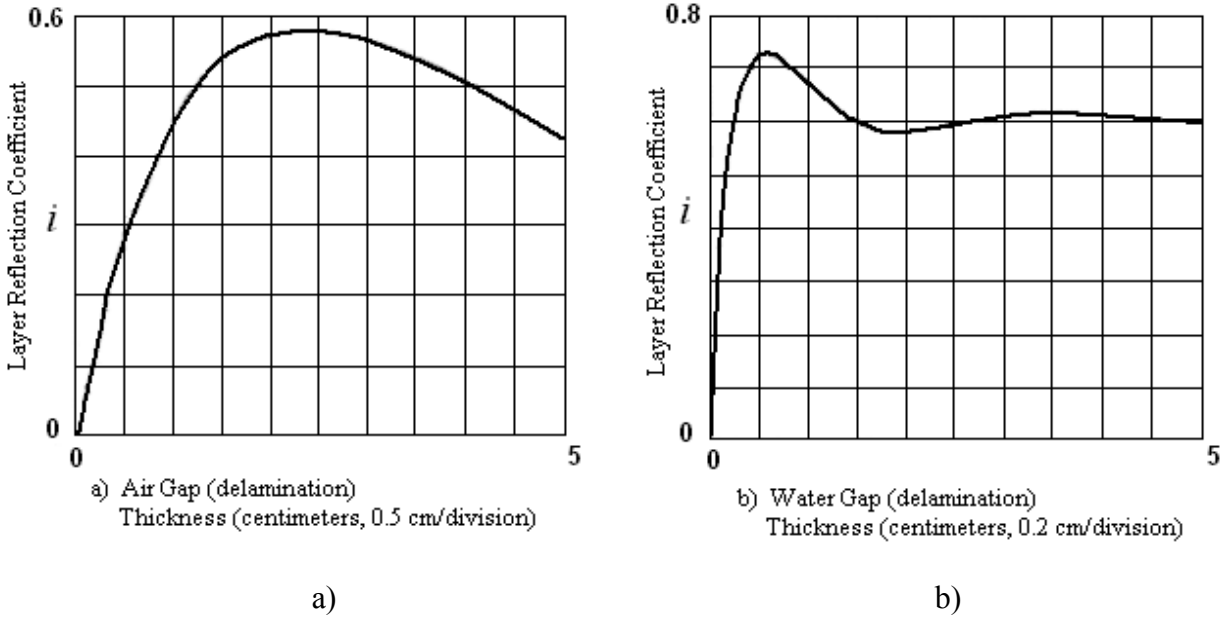 0.6
Layer Reflection Coefficient
i
0
0
5
a) Air Gap (delamination)
Thickness (centimeters, 0.5 cm/division)
a)
0.8
Layer Reflection Coefficient
i
0
0
5
b) Water Gap (delamination)
Thickness (centimeters, 0.2 cm/division)
b)